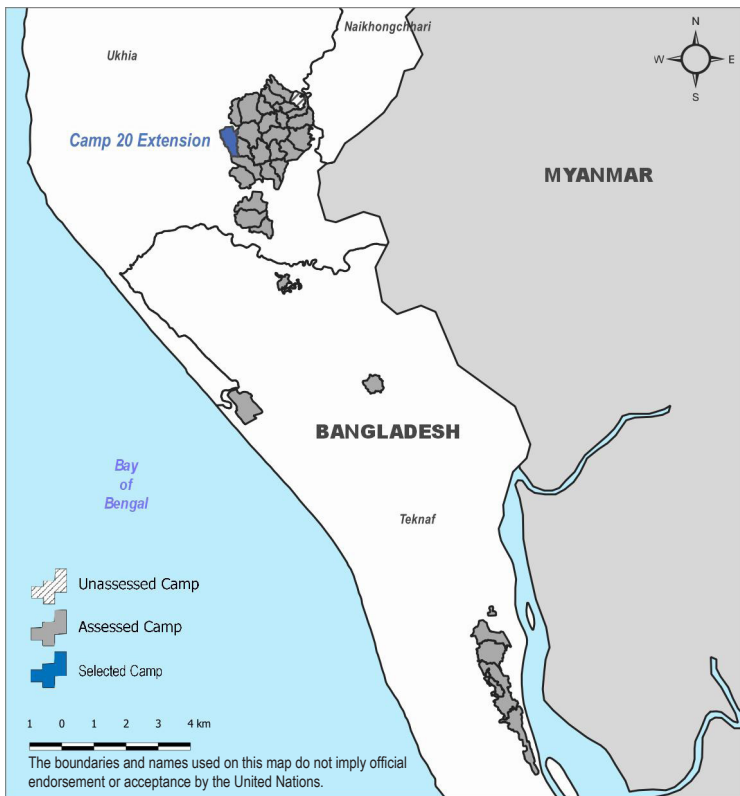 Naikhongchhari
N
Ukhia
W
E
S
Camp 20 Extension
MYANMAR
BANGLADESH
Bay
of
Bengal
Teknaf
Unassessed Camp
Assessed Camp
Selected Camp
1 0 1 2 3 4 km
The boundaries and names used on this map do not imply official
endorsement or acceptance by the United Nations.